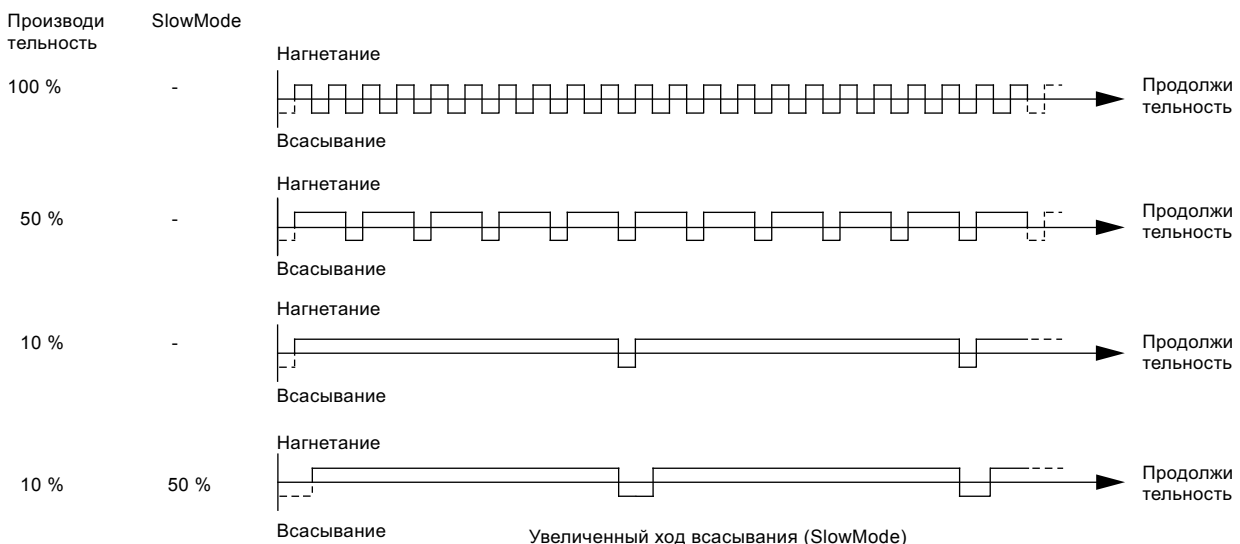 Производи
тельность
SlowMode
Нагнетание
100 %
-
Продолжи
тельность
Всасывание
Нагнетание
50 %
-
Продолжи
тельность
Всасывание
Нагнетание
10 %
-
Продолжи
тельность
Всасывание
Нагнетание
10 %
50 %
Продолжи
тельность
Всасывание
Увеличенный ход всасывания (SlowMode)